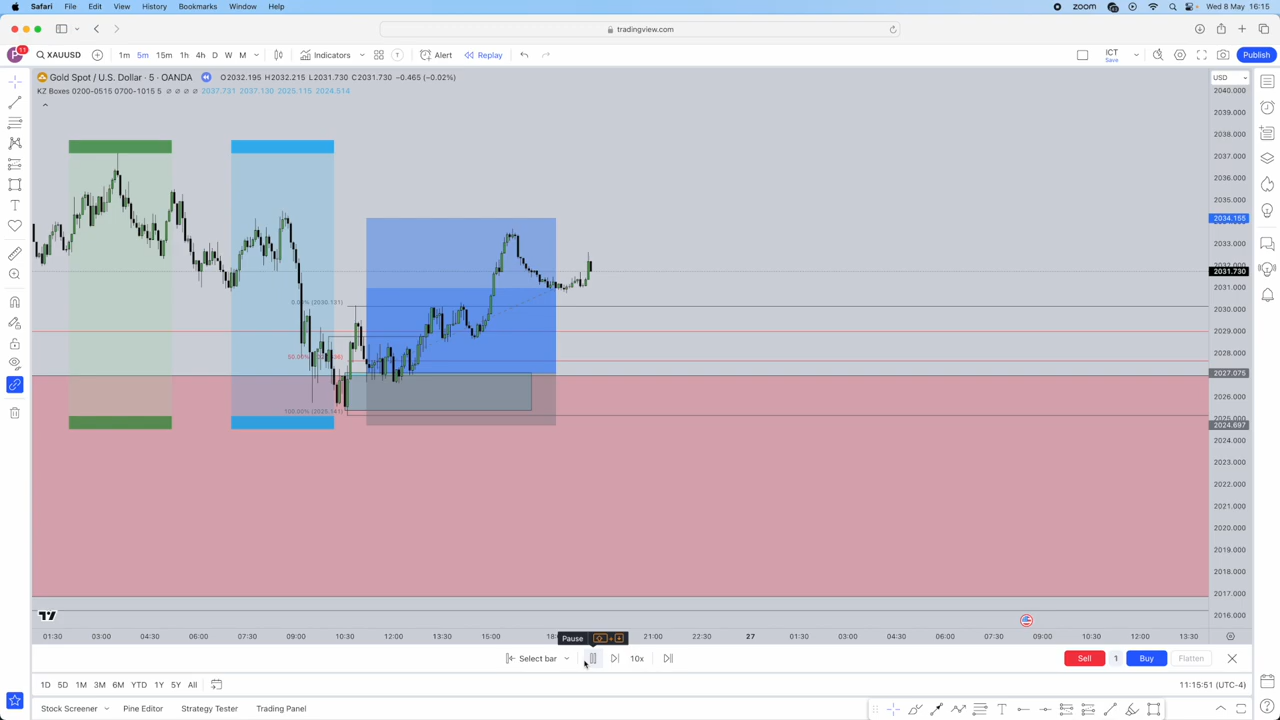 Safari File Edit View History Bookmarks Window Help zoom Wed 8 May 16:15
tradingview.com
11 XAUUSD 1m 5m 15m 1h 4h D W M Indicators Alert Replay ICT Save Publish
Gold Spot / U.S. Dollar · 5 · OANDA O2032.195 H2032.215 L2031.730 C2031.730 −0.465 (−0.02%)
KZ Boxes 0200-0515 0700-1015 5 ∅ ∅ ∅ ∅ 2037.731 2037.130 2025.115 2024.514
USD
2040.000
2039.000
2038.000
2037.000
2036.000
2035.000
2034.155
2033.000
2031.730
2031.000
2030.000
2029.000
2028.000
2027.075
2026.000
2024.697
2024.000
2023.000
2022.000
2021.000
2020.000
2019.000
2018.000
2017.000
2016.000
0.00% (2030.131)
100.00% (2025.141)
01:30 03:00 04:30 06:00 07:30 09:00 10:30 12:00 13:30 15:00 21:00 22:30 27 01:30 03:00 04:30 06:00 07:30 09:00 10:30 12:00 13:30
Pause
Select bar 10x Sell 1 Buy Flatten
1D 5D 1M 3M 6M YTD 1Y 5Y All 11:15:51 (UTC-4)
Stock Screener Pine Editor Strategy Tester Trading Panel